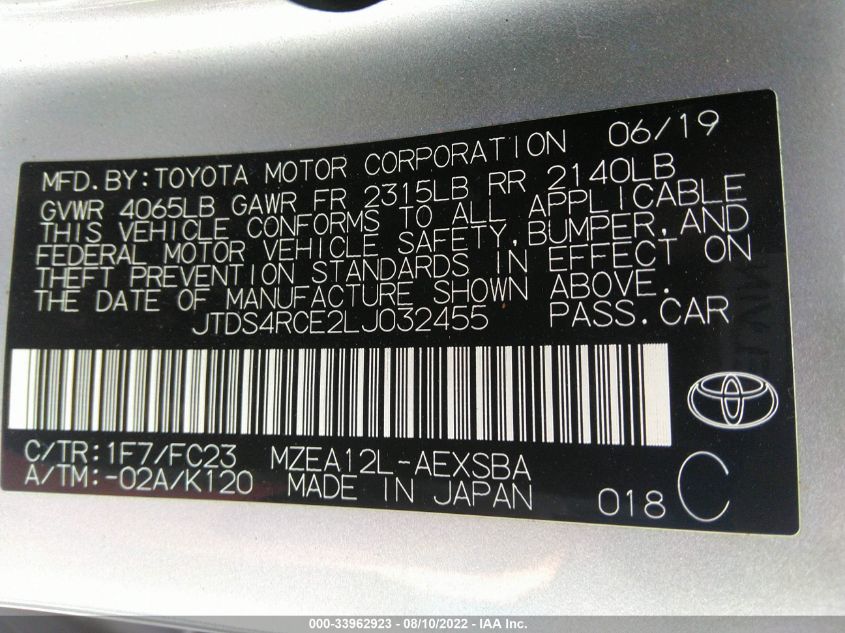 MFD.BY:TOYOTA MOTOR CORPORATION 06/19
GVWR 4065LB GAWR FR 2315LB RR 2140LB
THIS VEHICLE CONFORMS TO ALL APPLICABLE
FEDERAL MOTOR VEHICLE SAFETY,BUMPER,AND
THEFT PREVENTION STANDARDS IN EFFECT ON
THE DATE OF MANUFACTURE SHOWN ABOVE.
JTDS4RCE2LJ032455 PASS.CAR
C/TR:1F7/FC23 MZEA12L-AEXSBA
A/TM:-02A/K120 MADE IN JAPAN 018 C
000-33962923 - 08/10/2022 - IAA Inc.